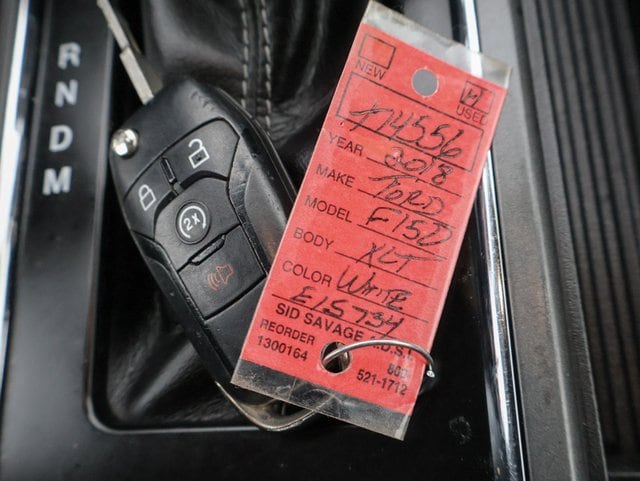 R
N
D
M
2X
NEW
USED
#14556
YEAR 2018
MAKE FORD
MODEL F150
BODY XLT
COLOR WHITE
E15734
SID SAVAGE
REORDER
1300164
521-1712